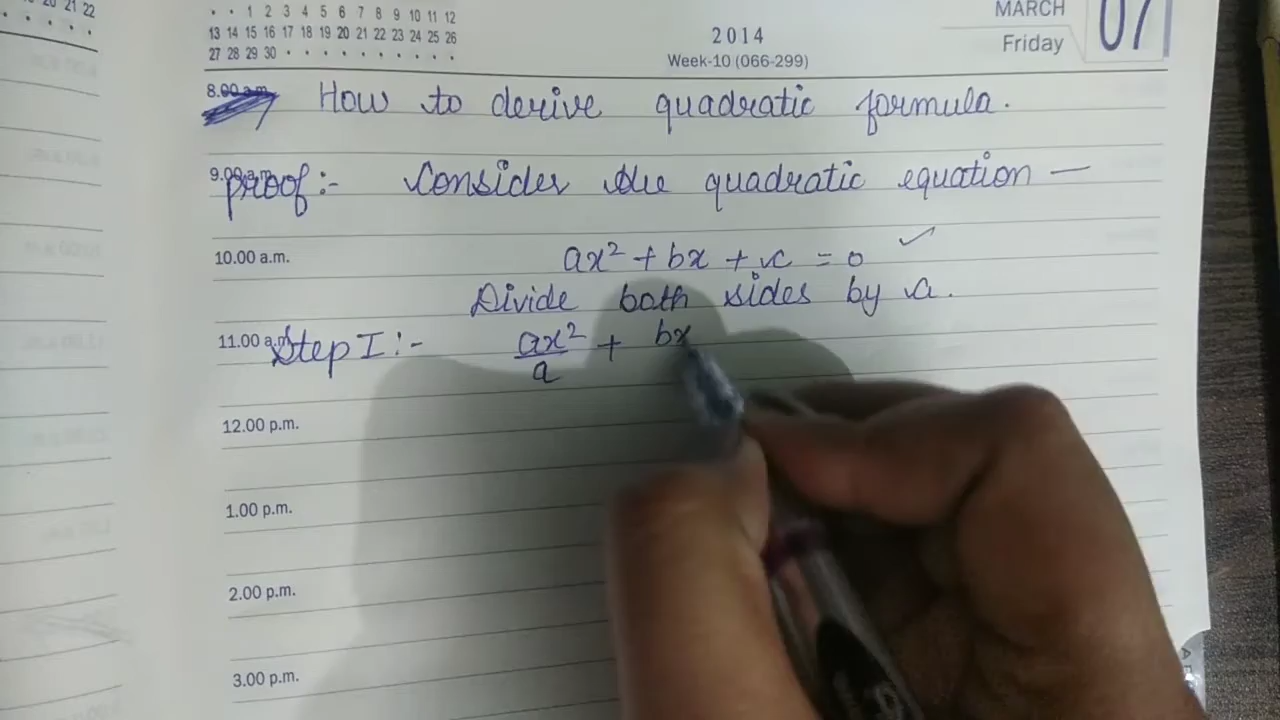 20 21 22
1 2 3 4 5 6 7 8 9 10 11 12
13 14 15 16 17 18 19 20 21 22 23 24 25 26
27 28 29 30
2014
Week-10 (066-299)
MARCH
Friday
07
8.00 a.m. How to derive quadratic formula.
9.00 a.m. proof:- Consider the quadratic equation —
10.00 a.m. ax² + bx + c = 0 ✓
Divide both sides by a.
11.00 a.m. Step I:- ax²/a + bx
12.00 p.m.
1.00 p.m.
2.00 p.m.
3.00 p.m.